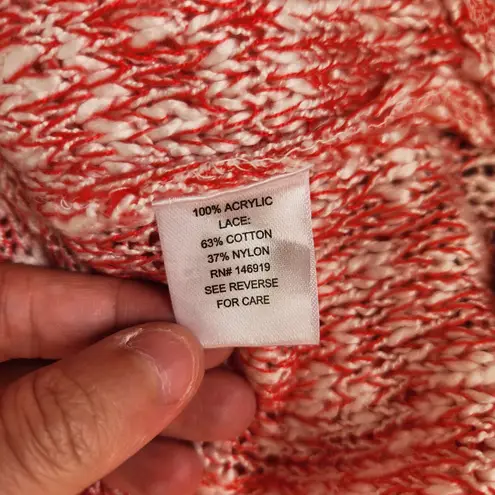 100% ACRYLIC
LACE:
63% COTTON
37% NYLON
RN# 146919
SEE REVERSE
FOR CARE